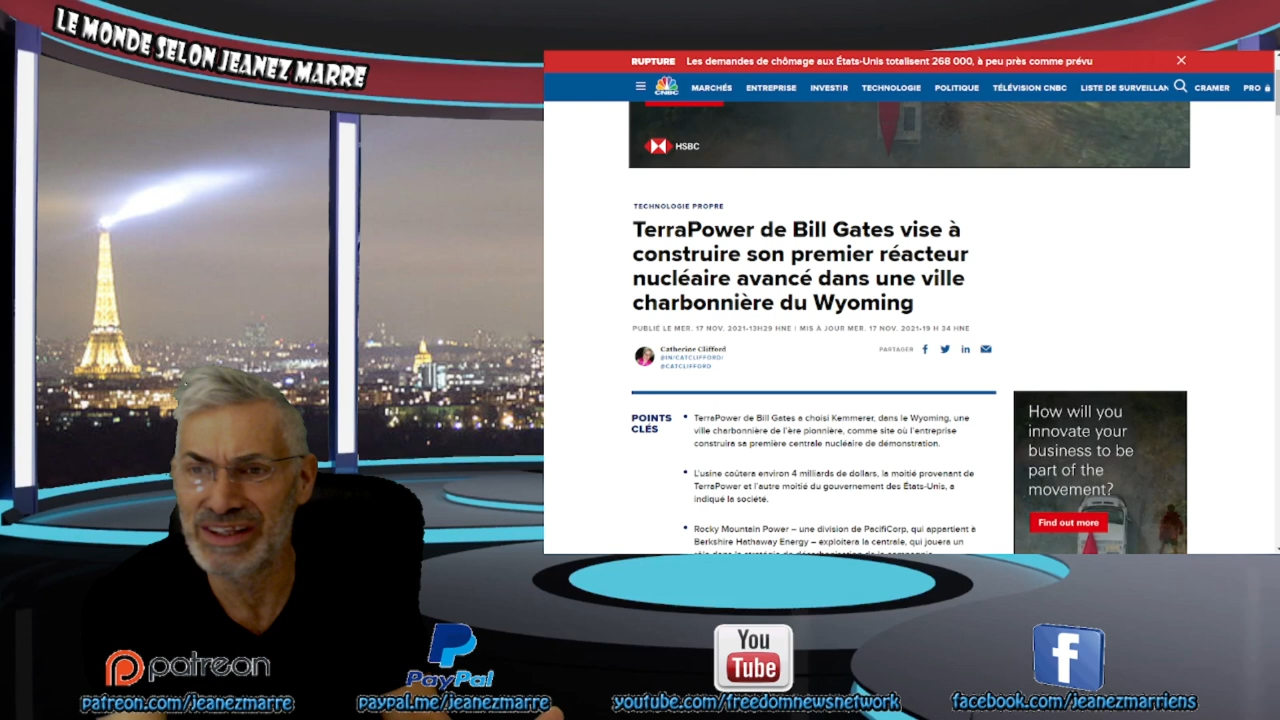 LE MONDE SELON JEANEZ MARRE
RUPTURE Les demandes de chômage aux États-Unis totalisent 268 000, à peu près comme prévu
CNBC MARCHÉS ENTREPRISE INVESTIR TECHNOLOGIE POLITIQUE TÉLÉVISION CNBC LISTE DE SURVEILLAN CRAMER PRO
HSBC
TECHNOLOGIE PROPRE
TerraPower de Bill Gates vise à
construire son premier réacteur
nucléaire avancé dans une ville
charbonnière du Wyoming
PUBLIÉ LE MER. 17 NOV. 2021-13H29 HNE | MIS À JOUR MER. 17 NOV. 2021-19 H 34 HNE
Catherine Clifford
@IN/CATCLIFFORD/
@CATCLIFFORD
PARTAGER
POINTS
CLÉS
TerraPower de Bill Gates a choisi Kemmerer, dans le Wyoming, une
ville charbonnière de l'ère pionnière, comme site où l'entreprise
construira sa première centrale nucléaire de démonstration.
L'usine coûtera environ 4 milliards de dollars, la moitié provenant de
TerraPower et l'autre moitié du gouvernement des États-Unis, a
indiqué la société.
Rocky Mountain Power – une division de PacifiCorp, qui appartient à
Berkshire Hathaway Energy – exploitera la centrale, qui jouera un
How will you
innovate your
business to be
part of the
movement?
Find out more
patreon
patreon.com/jeanezmarre
PayPal
paypal.me/jeanezmarre
You
Tube
youtube.com/freedomnewsnetwork
f
facebook.com/jeanezmarriens